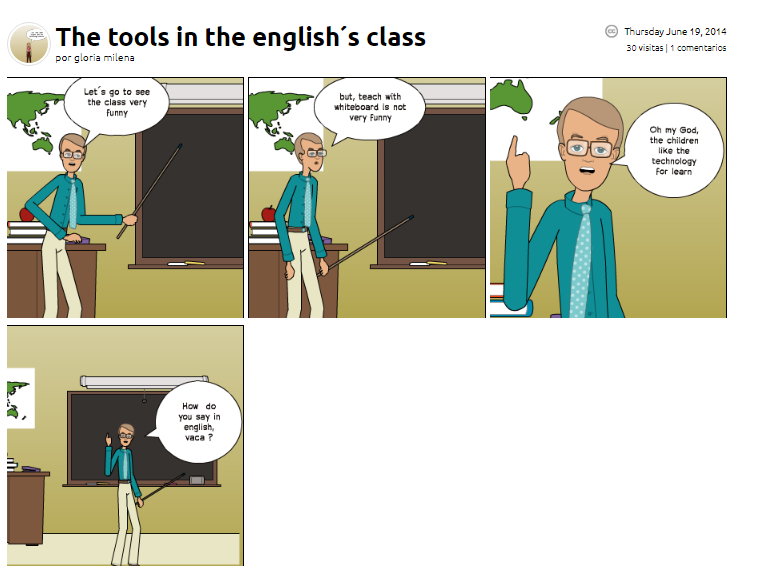 The tools in the english´s class
por gloria milena
Thursday June 19, 2014
30 visitas | 1 comentarios
Let´s go to see
the class very
funny
but, teach with
whiteboard is not
very funny
Oh my God,
the children
like the
technology
for learn
How do
you say in
english,
vaca ?